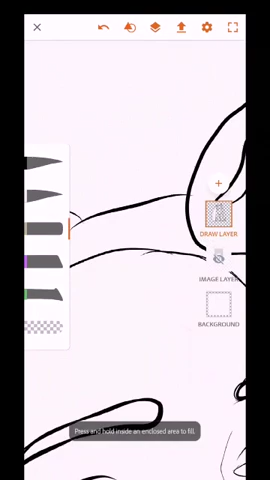 DRAW LAYER
IMAGE LAYER
BACKGROUND
Press and hold inside an enclosed area to fill.